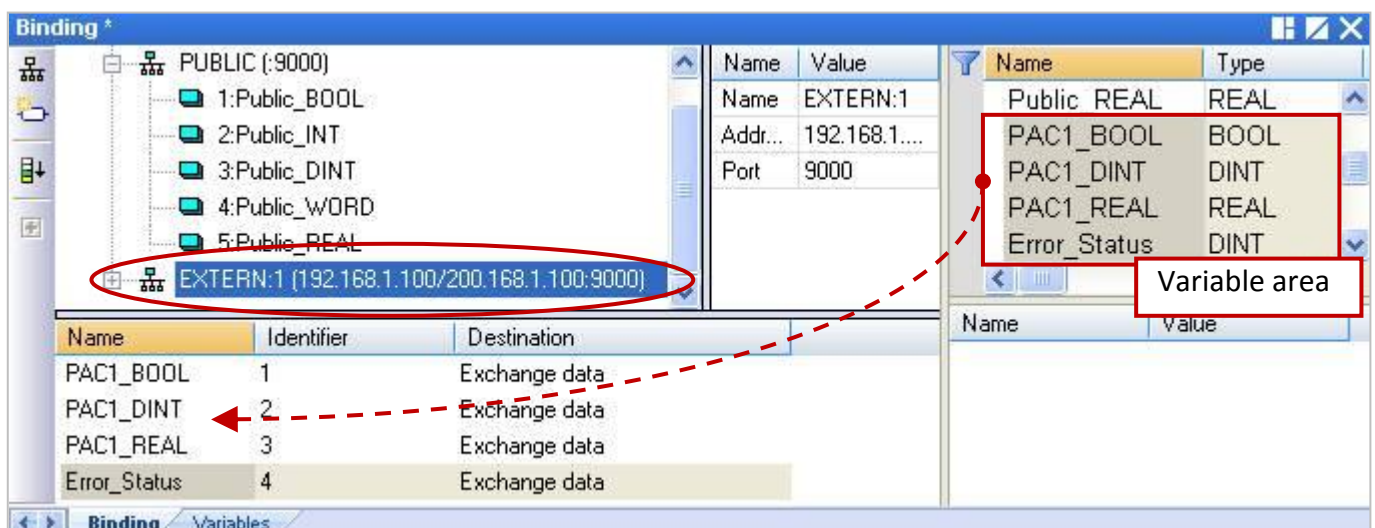 Binding *
PUBLIC (:9000)
1:Public_BOOL
2:Public_INT
3:Public_DINT
4:Public_WORD
5:Public_REAL
EXTERN:1 (192.168.1.100/200.168.1.100:9000)
Name Value
Name EXTERN:1
Addr... 192.168.1....
Port 9000
Name Type
Public_REAL REAL
PAC1_BOOL BOOL
PAC1_DINT DINT
PAC1_REAL REAL
Error_Status DINT
Variable area
Name Identifier Destination
PAC1_BOOL 1 Exchange data
PAC1_DINT 2 Exchange data
PAC1_REAL 3 Exchange data
Error_Status 4 Exchange data
Name Value
Binding Variables